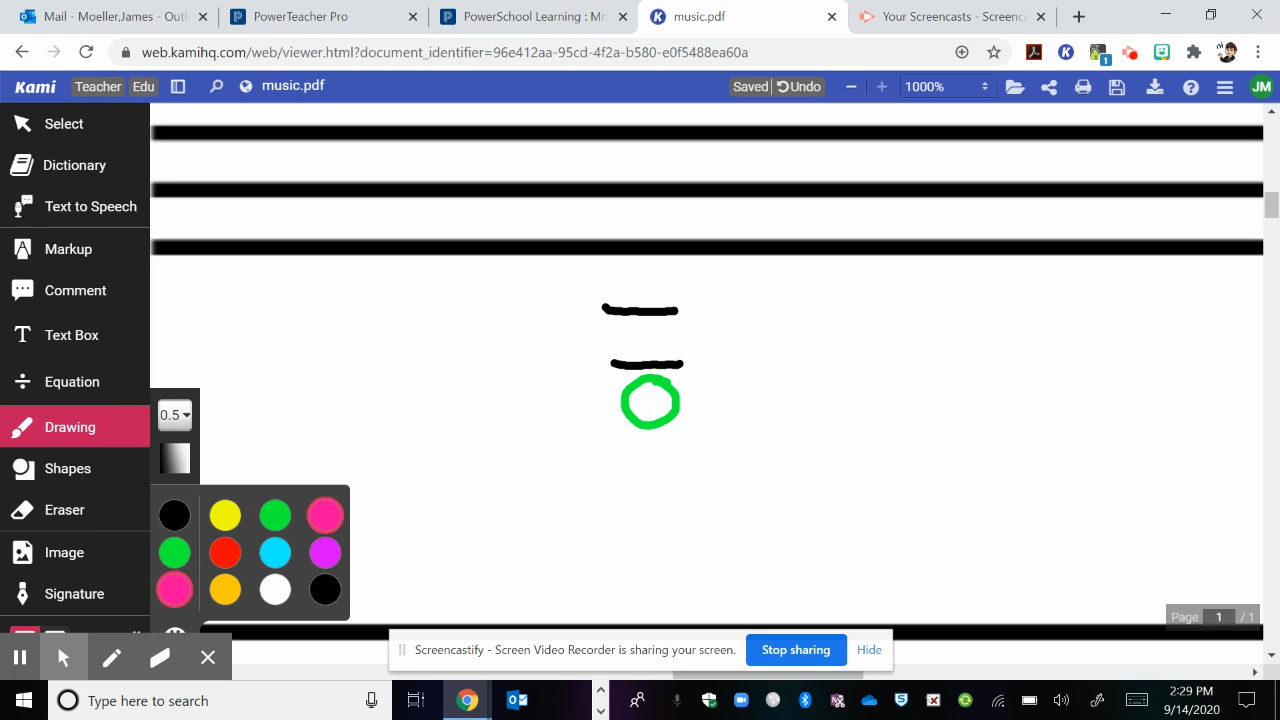 Mail - Moeller,James - Outl
PowerTeacher Pro
PowerSchool Learning : Mr.
music.pdf
Your Screencasts - Screenca
web.kamihq.com/web/viewer.html?document_identifier=96e412aa-95cd-4f2a-b580-e0f5488ea60a
1
Kami Teacher Edu music.pdf Saved Undo 1000% JM
Select
Dictionary
Text to Speech
Markup
Comment
Text Box
Equation
0.5
Drawing
Shapes
Eraser
Image
Signature
Page 1 / 1
Screencastify - Screen Video Recorder is sharing your screen. Stop sharing Hide
Type here to search
2:29 PM
9/14/2020